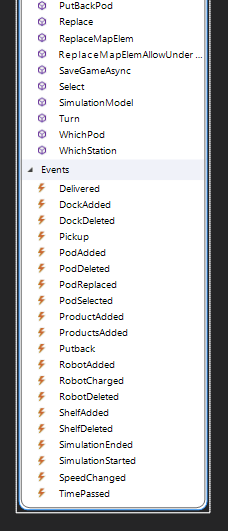 PutBackPod
Replace
ReplaceMapElem
ReplaceMapElemAllowUnder ...
SaveGameAsync
Select
SimulationModel
Turn
WhichPod
WhichStation
Events
Delivered
DockAdded
DockDeleted
Pickup
PodAdded
PodDeleted
PodReplaced
PodSelected
ProductAdded
ProductsAdded
Putback
RobotAdded
RobotCharged
RobotDeleted
ShelfAdded
ShelfDeleted
SimulationEnded
SimulationStarted
SpeedChanged
TimePassed